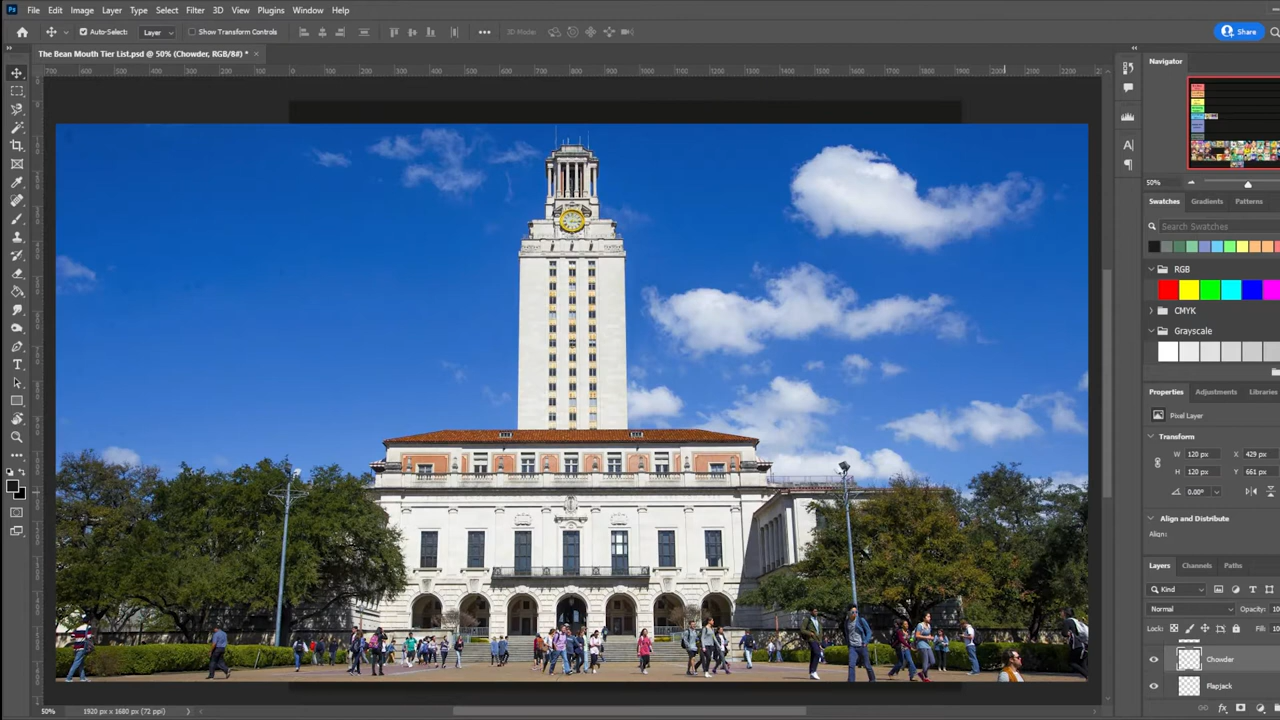 Ps File Edit Image Layer Type Select Filter 3D View Plugins Window Help
Auto-Select: Layer Show Transform Controls 3D Mode: Share
The Bean Mouth Tier List.psd @ 50% (Chowder, RGB/8#) *
Navigator
50%
Swatches Gradients Patterns
Search Swatches
RGB
CMYK
Grayscale
Properties Adjustments Libraries
Pixel Layer
Transform
W 120 px X 429 px
H 120 px Y 661 px
0.00°
Align and Distribute
Align:
Layers Channels Paths
Kind
Normal Opacity: 
Lock: Fill:
Chowder
Flapjack
fx
50% 1920 px x 1680 px (72 ppi)